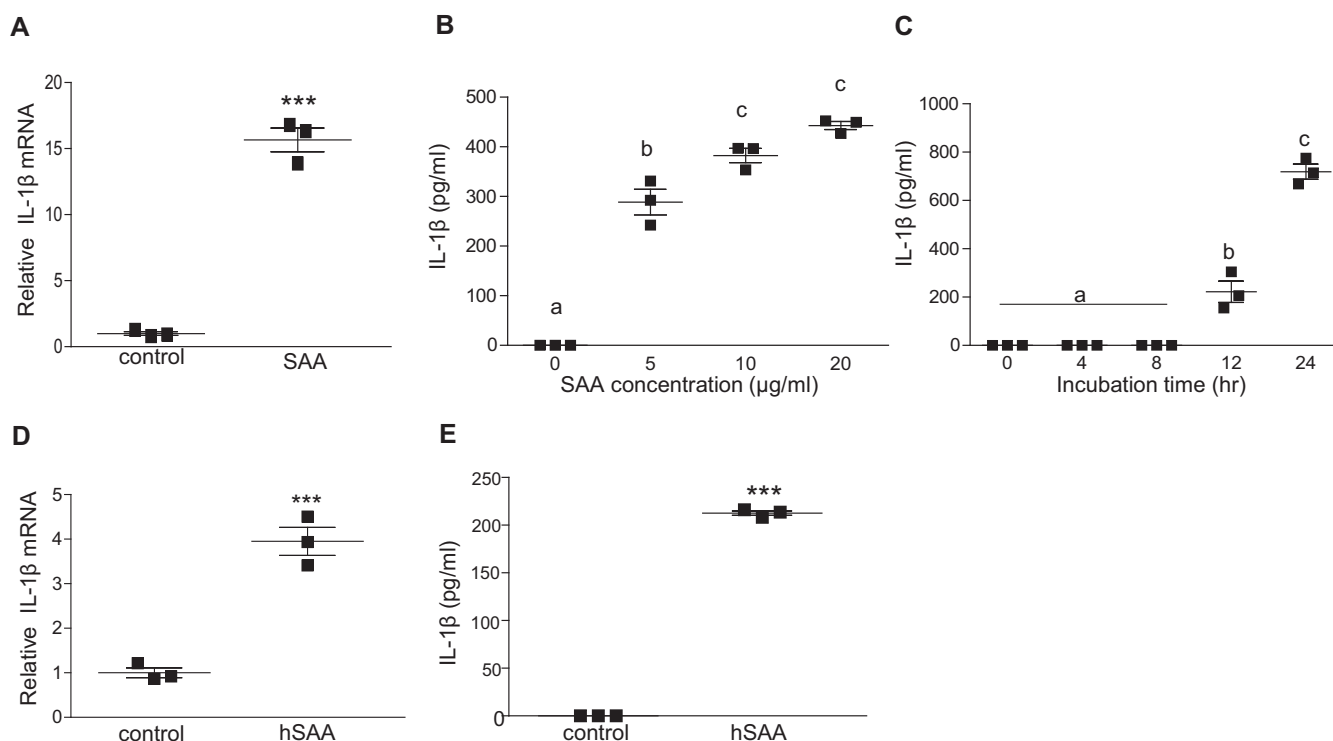 A
Relative IL-1β mRNA
20
15
10
5
0
***
control SAA
B
IL-1β (pg/ml)
500
400
300
200
100
0
a b c c
0 5 10 20
SAA concentration (µg/ml)
C
IL-1β (pg/ml)
1000
800
600
400
200
0
a b c
0 4 8 12 24
Incubation time (hr)
D
Relative IL-1β mRNA
5
4
3
2
1
0
***
control hSAA
E
IL-1β (pg/ml)
250
200
150
100
50
0
***
control hSAA